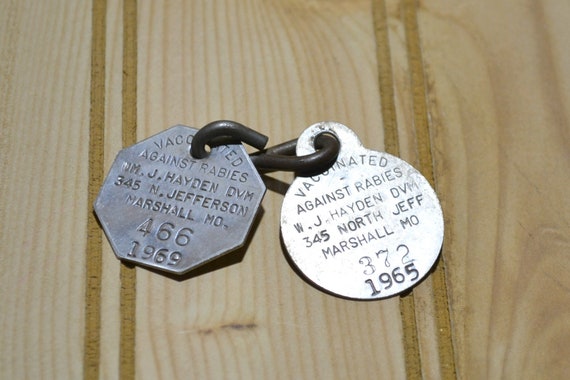 VACCINATED
AGAINST RABIES
WM. J. HAYDEN DVM
345 N. JEFFERSON
MARSHALL MO.
466
1969
VACCINATED
AGAINST RABIES
W. J. HAYDEN DVM
345 NORTH JEFF
MARSHALL MO
372
1965